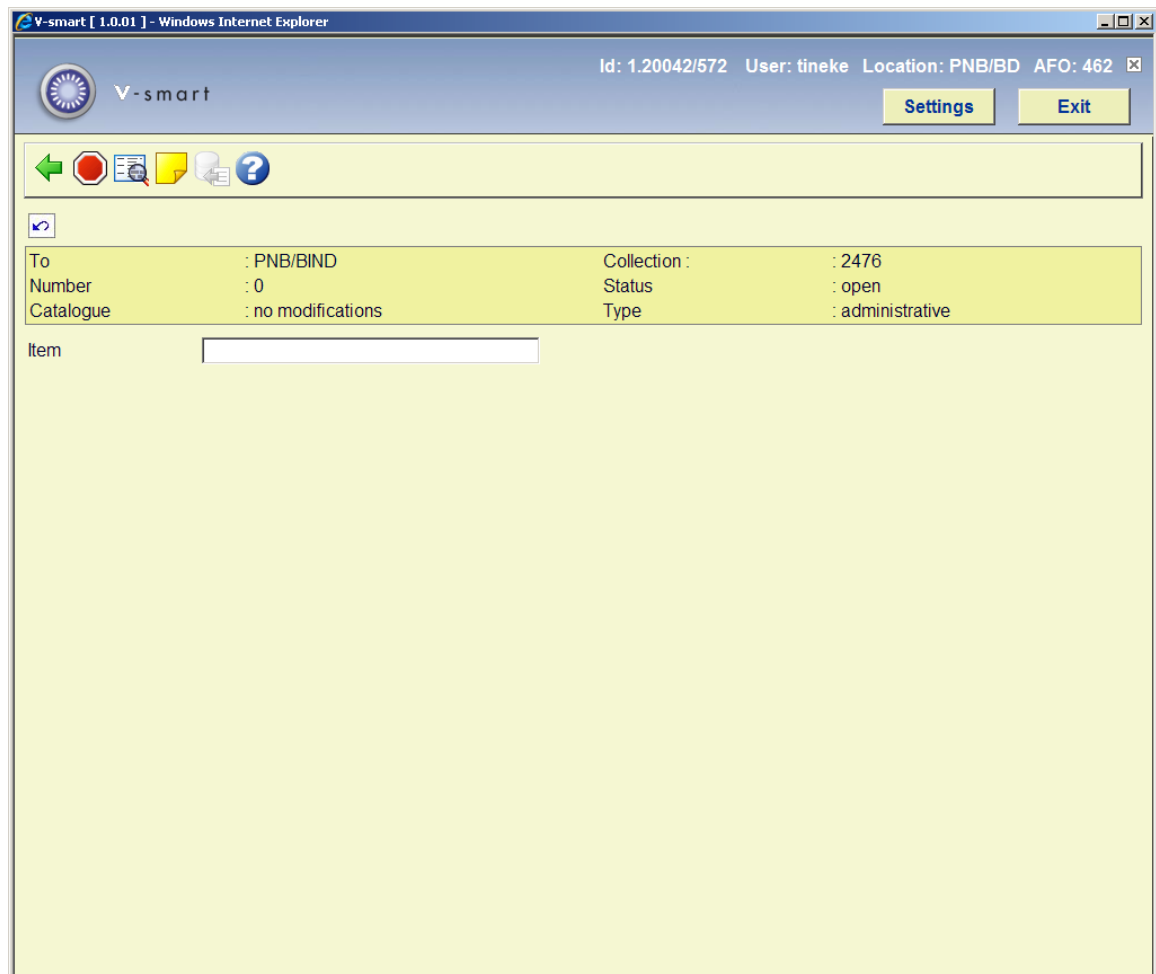 V-smart [ 1.0.01 ] - Windows Internet Explorer
Id: 1.20042/572 User: tineke Location: PNB/BD AFO: 462
V-smart
Settings Exit
To : PNB/BIND Collection : : 2476
Number : 0 Status : open
Catalogue : no modifications Type : administrative
Item